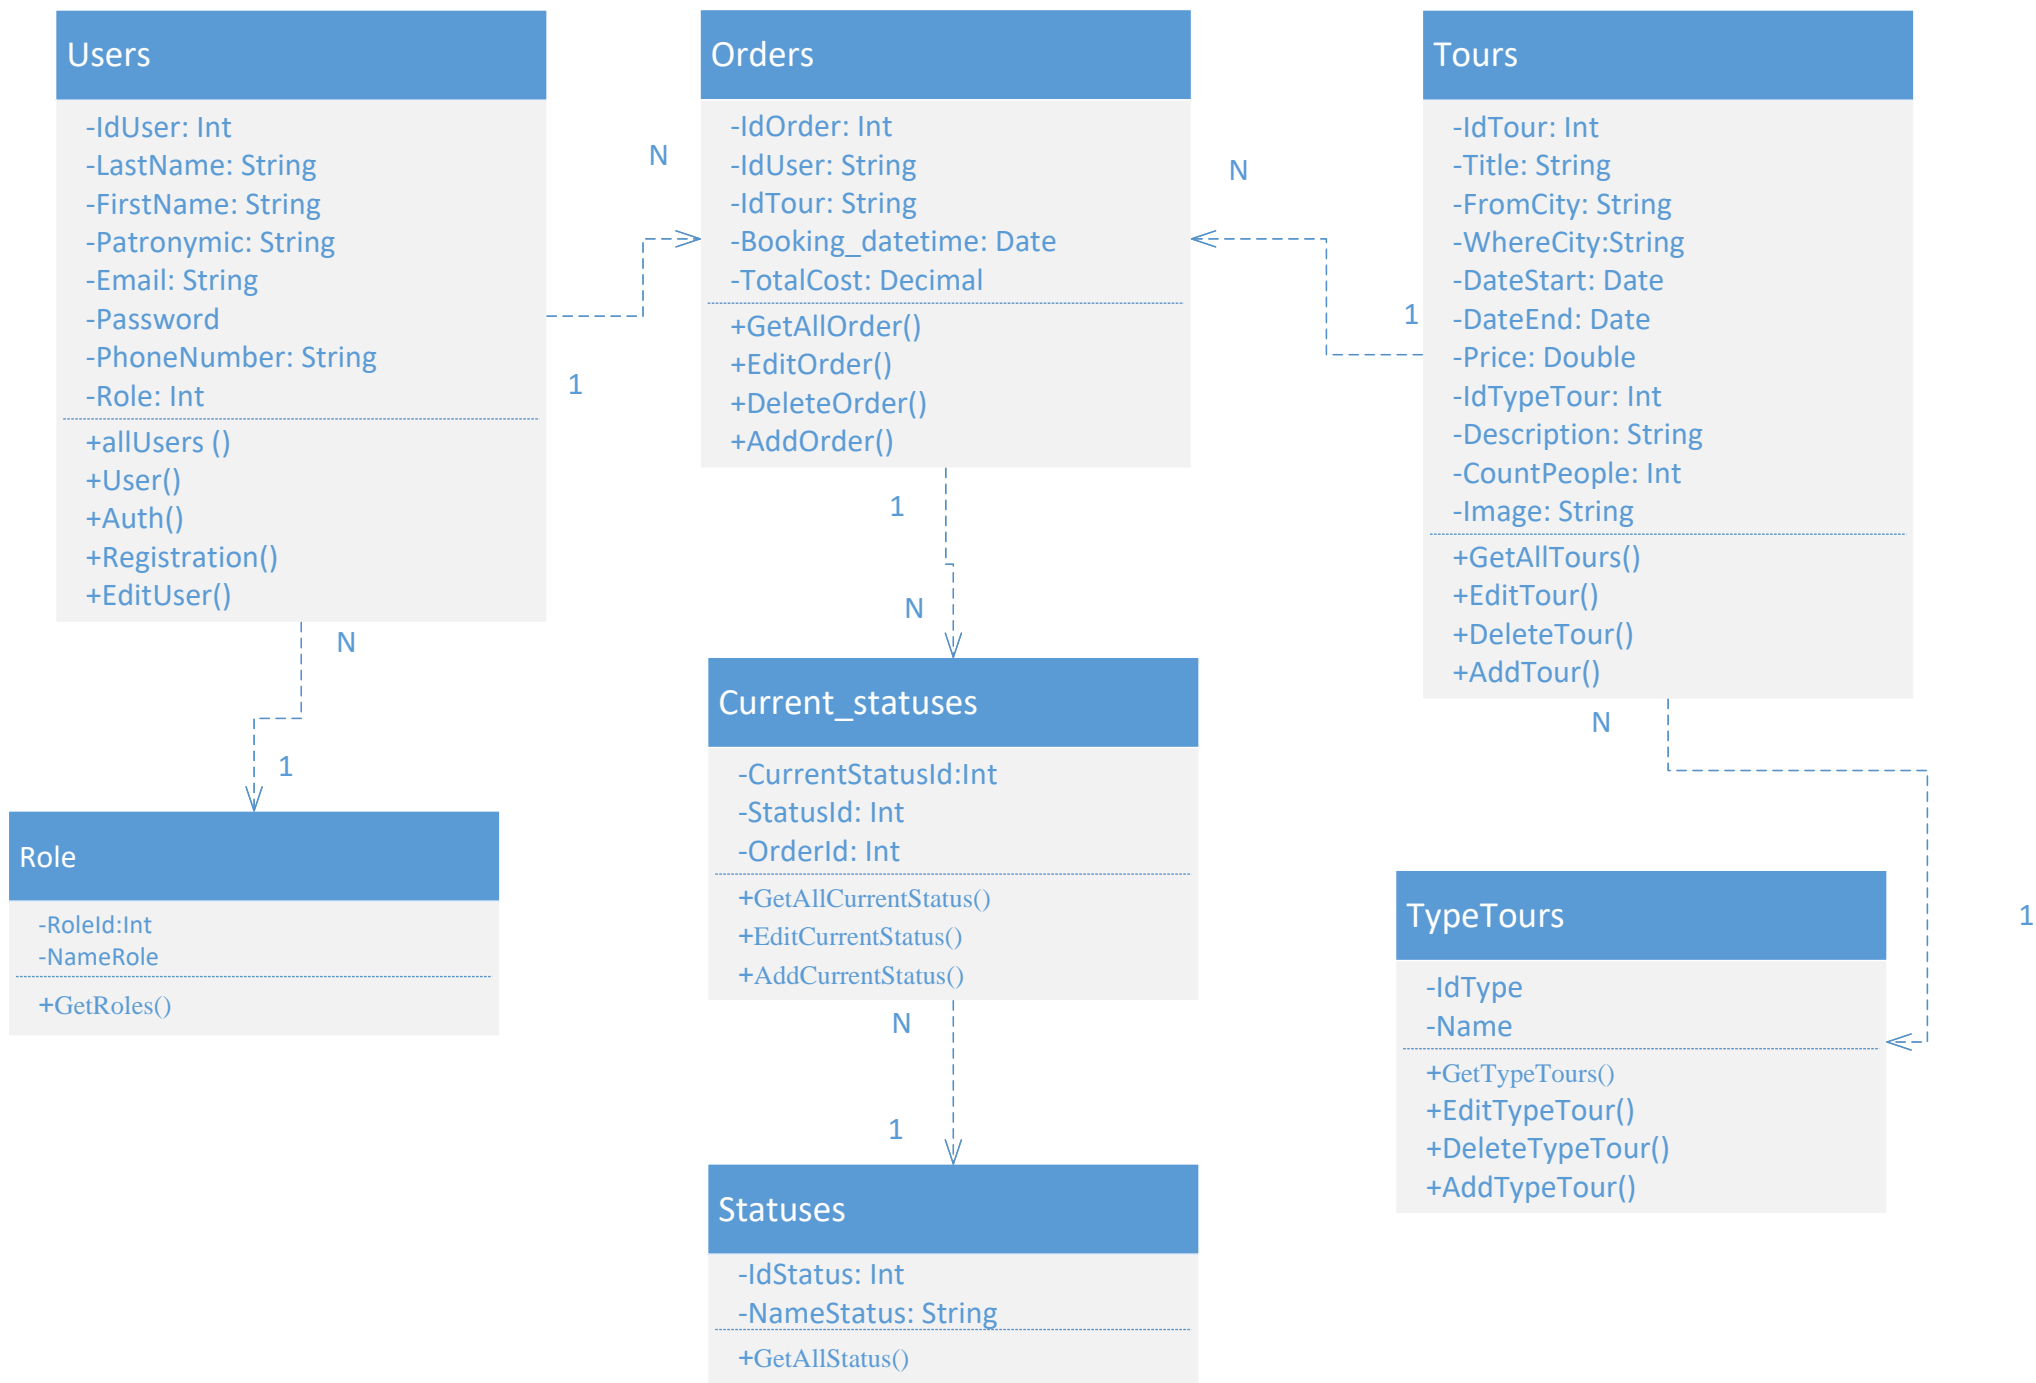 Users
-IdUser: Int
-LastName: String
-FirstName: String
-Patronymic: String
-Email: String
-Password
-PhoneNumber: String
-Role: Int
+allUsers ()
+User()
+Auth()
+Registration()
+EditUser()
N
1
Orders
-IdOrder: Int
-IdUser: String
-IdTour: String
-Booking_datetime: Date
-TotalCost: Decimal
+GetAllOrder()
+EditOrder()
+DeleteOrder()
+AddOrder()
N
1
Tours
-IdTour: Int
-Title: String
-FromCity: String
-WhereCity:String
-DateStart: Date
-DateEnd: Date
-Price: Double
-IdTypeTour: Int
-Description: String
-CountPeople: Int
-Image: String
+GetAllTours()
+EditTour()
+DeleteTour()
+AddTour()
N
1
Role
-RoleId:Int
-NameRole
+GetRoles()
1
N
Current_statuses
-CurrentStatusId:Int
-StatusId: Int
-OrderId: Int
+GetAllCurrentStatus()
+EditCurrentStatus()
+AddCurrentStatus()
N
1
Statuses
-IdStatus: Int
-NameStatus: String
+GetAllStatus()
N
1
TypeTours
-IdType
-Name
+GetTypeTours()
+EditTypeTour()
+DeleteTypeTour()
+AddTypeTour()